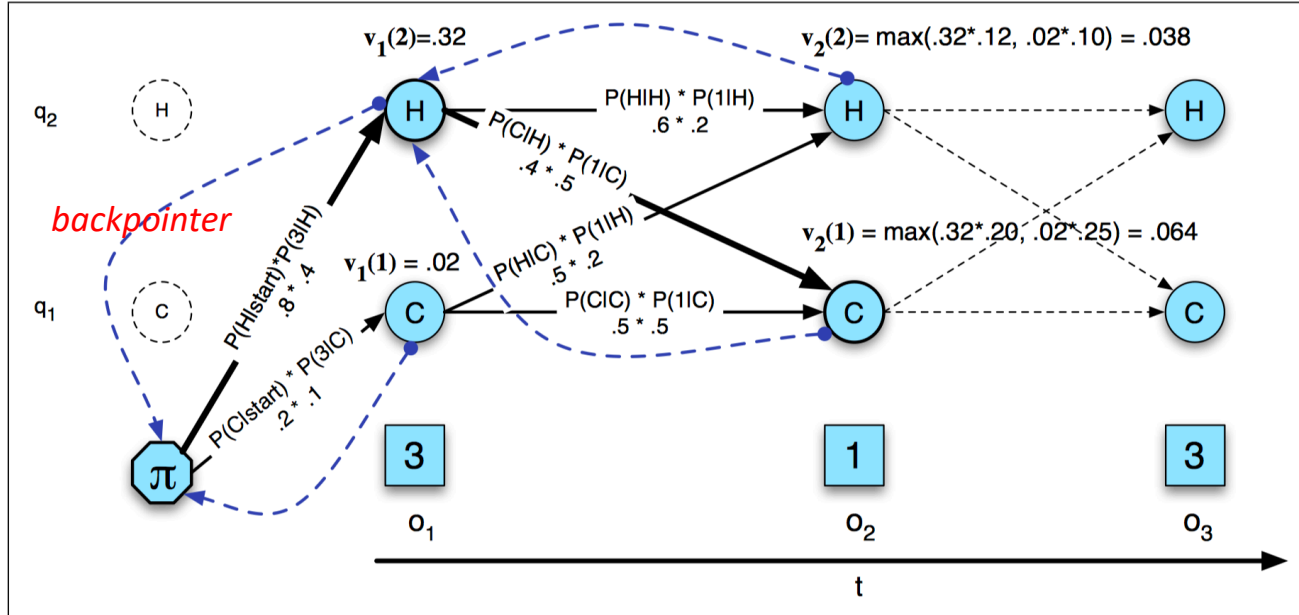 v₁(2)=.32
v₂(2)= max(.32*.12, .02*.10) = .038
q₂
H
H
P(H|H) * P(1|H)
.6 * .2
H
H
P(C|H) * P(1|C)
.4 * .5
backpointer
P(H|start)*P(3|H)
.8 * .4
P(H|C) * P(1|H)
.5 * .2
v₁(1) = .02
v₂(1) = max(.32*.20, .02*.25) = .064
q₁
C
C
P(C|C) * P(1|C)
.5 * .5
C
C
P(C|start) * P(3|C)
.2 * .1
π
3
1
3
o₁
o₂
o₃
t